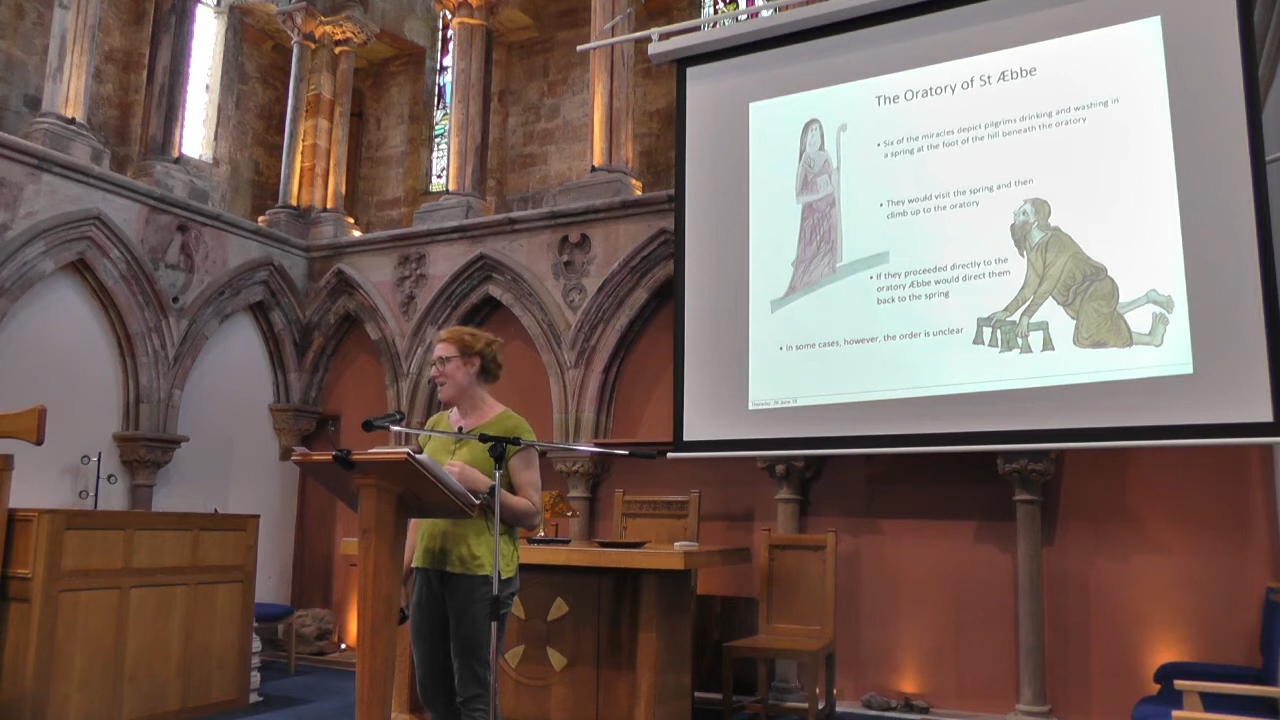 The Oratory of St Æbbe
• Six of the miracles depict pilgrims drinking and washing in
a spring at the foot of the hill beneath the oratory
• They would visit the spring and then
climb up to the oratory
• If they proceeded directly to the
oratory Æbbe would direct them
back to the spring
• In some cases, however, the order is unclear